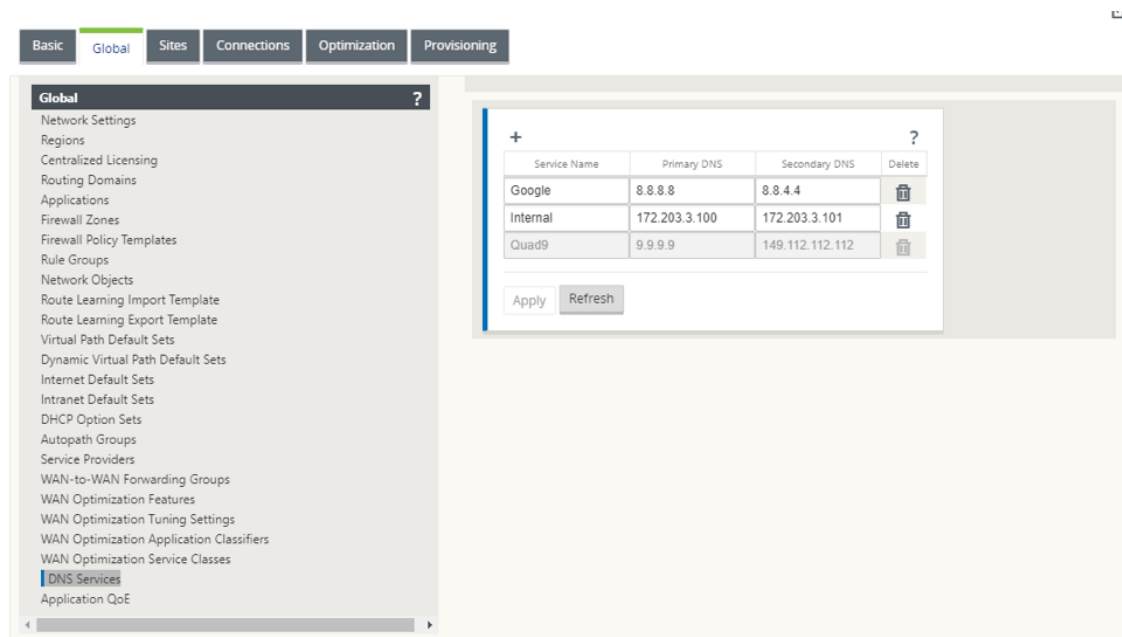 Basic Global Sites Connections Optimization Provisioning
Global ?
Network Settings
Regions
Centralized Licensing
Routing Domains
Applications
Firewall Zones
Firewall Policy Templates
Rule Groups
Network Objects
Route Learning Import Template
Route Learning Export Template
Virtual Path Default Sets
Dynamic Virtual Path Default Sets
Internet Default Sets
Intranet Default Sets
DHCP Option Sets
Autopath Groups
Service Providers
WAN-to-WAN Forwarding Groups
WAN Optimization Features
WAN Optimization Tuning Settings
WAN Optimization Application Classifiers
WAN Optimization Service Classes
DNS Services
Application QoE
+ ?
Service Name Primary DNS Secondary DNS Delete
Google 8.8.8.8 8.8.4.4
Internal 172.203.3.100 172.203.3.101
Quad9 9.9.9.9 149.112.112.112
Apply Refresh